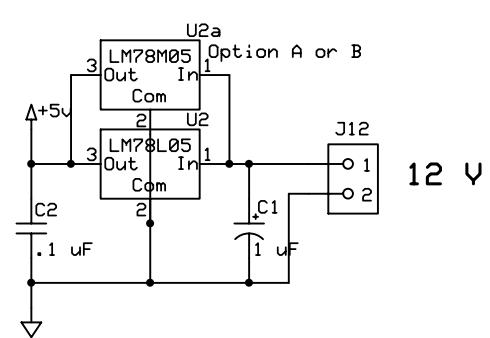 U2a
Option A or B
LM78M05
3 Out In 1
Com
2
+5v
U2
LM78L05
3 Out In 1
Com
2
J12
1
2
12 V
C2
.1 uF
+C1
1 uF